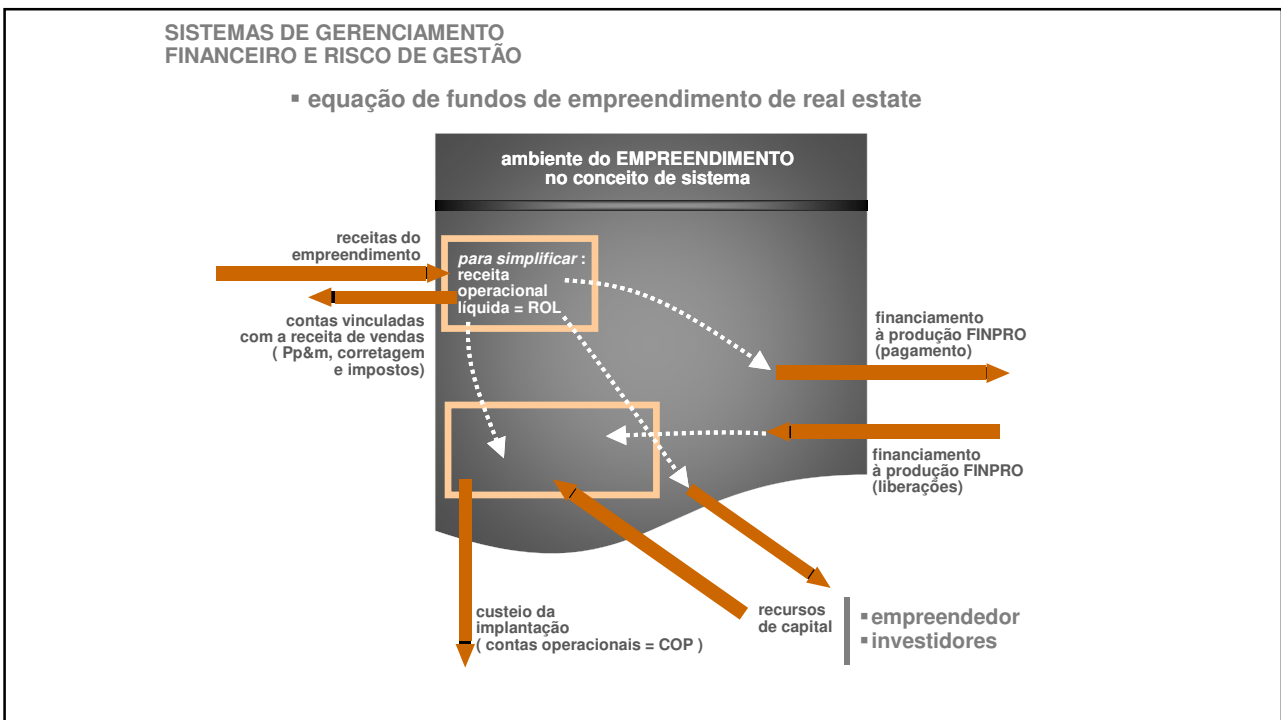 SISTEMAS DE GERENCIAMENTO
FINANCEIRO E RISCO DE GESTÃO
▪ equação de fundos de empreendimento de real estate
ambiente do EMPREENDIMENTO
no conceito de sistema
receitas do
empreendimento
para simplificar :
receita
operacional
líquida = ROL
contas vinculadas
com a receita de vendas
( Pp&m, corretagem
e impostos)
financiamento
à produção FINPRO
(pagamento)
financiamento
à produção FINPRO
(liberações)
custeio da
implantação
( contas operacionais = COP )
recursos
de capital
▪empreendedor
▪investidores